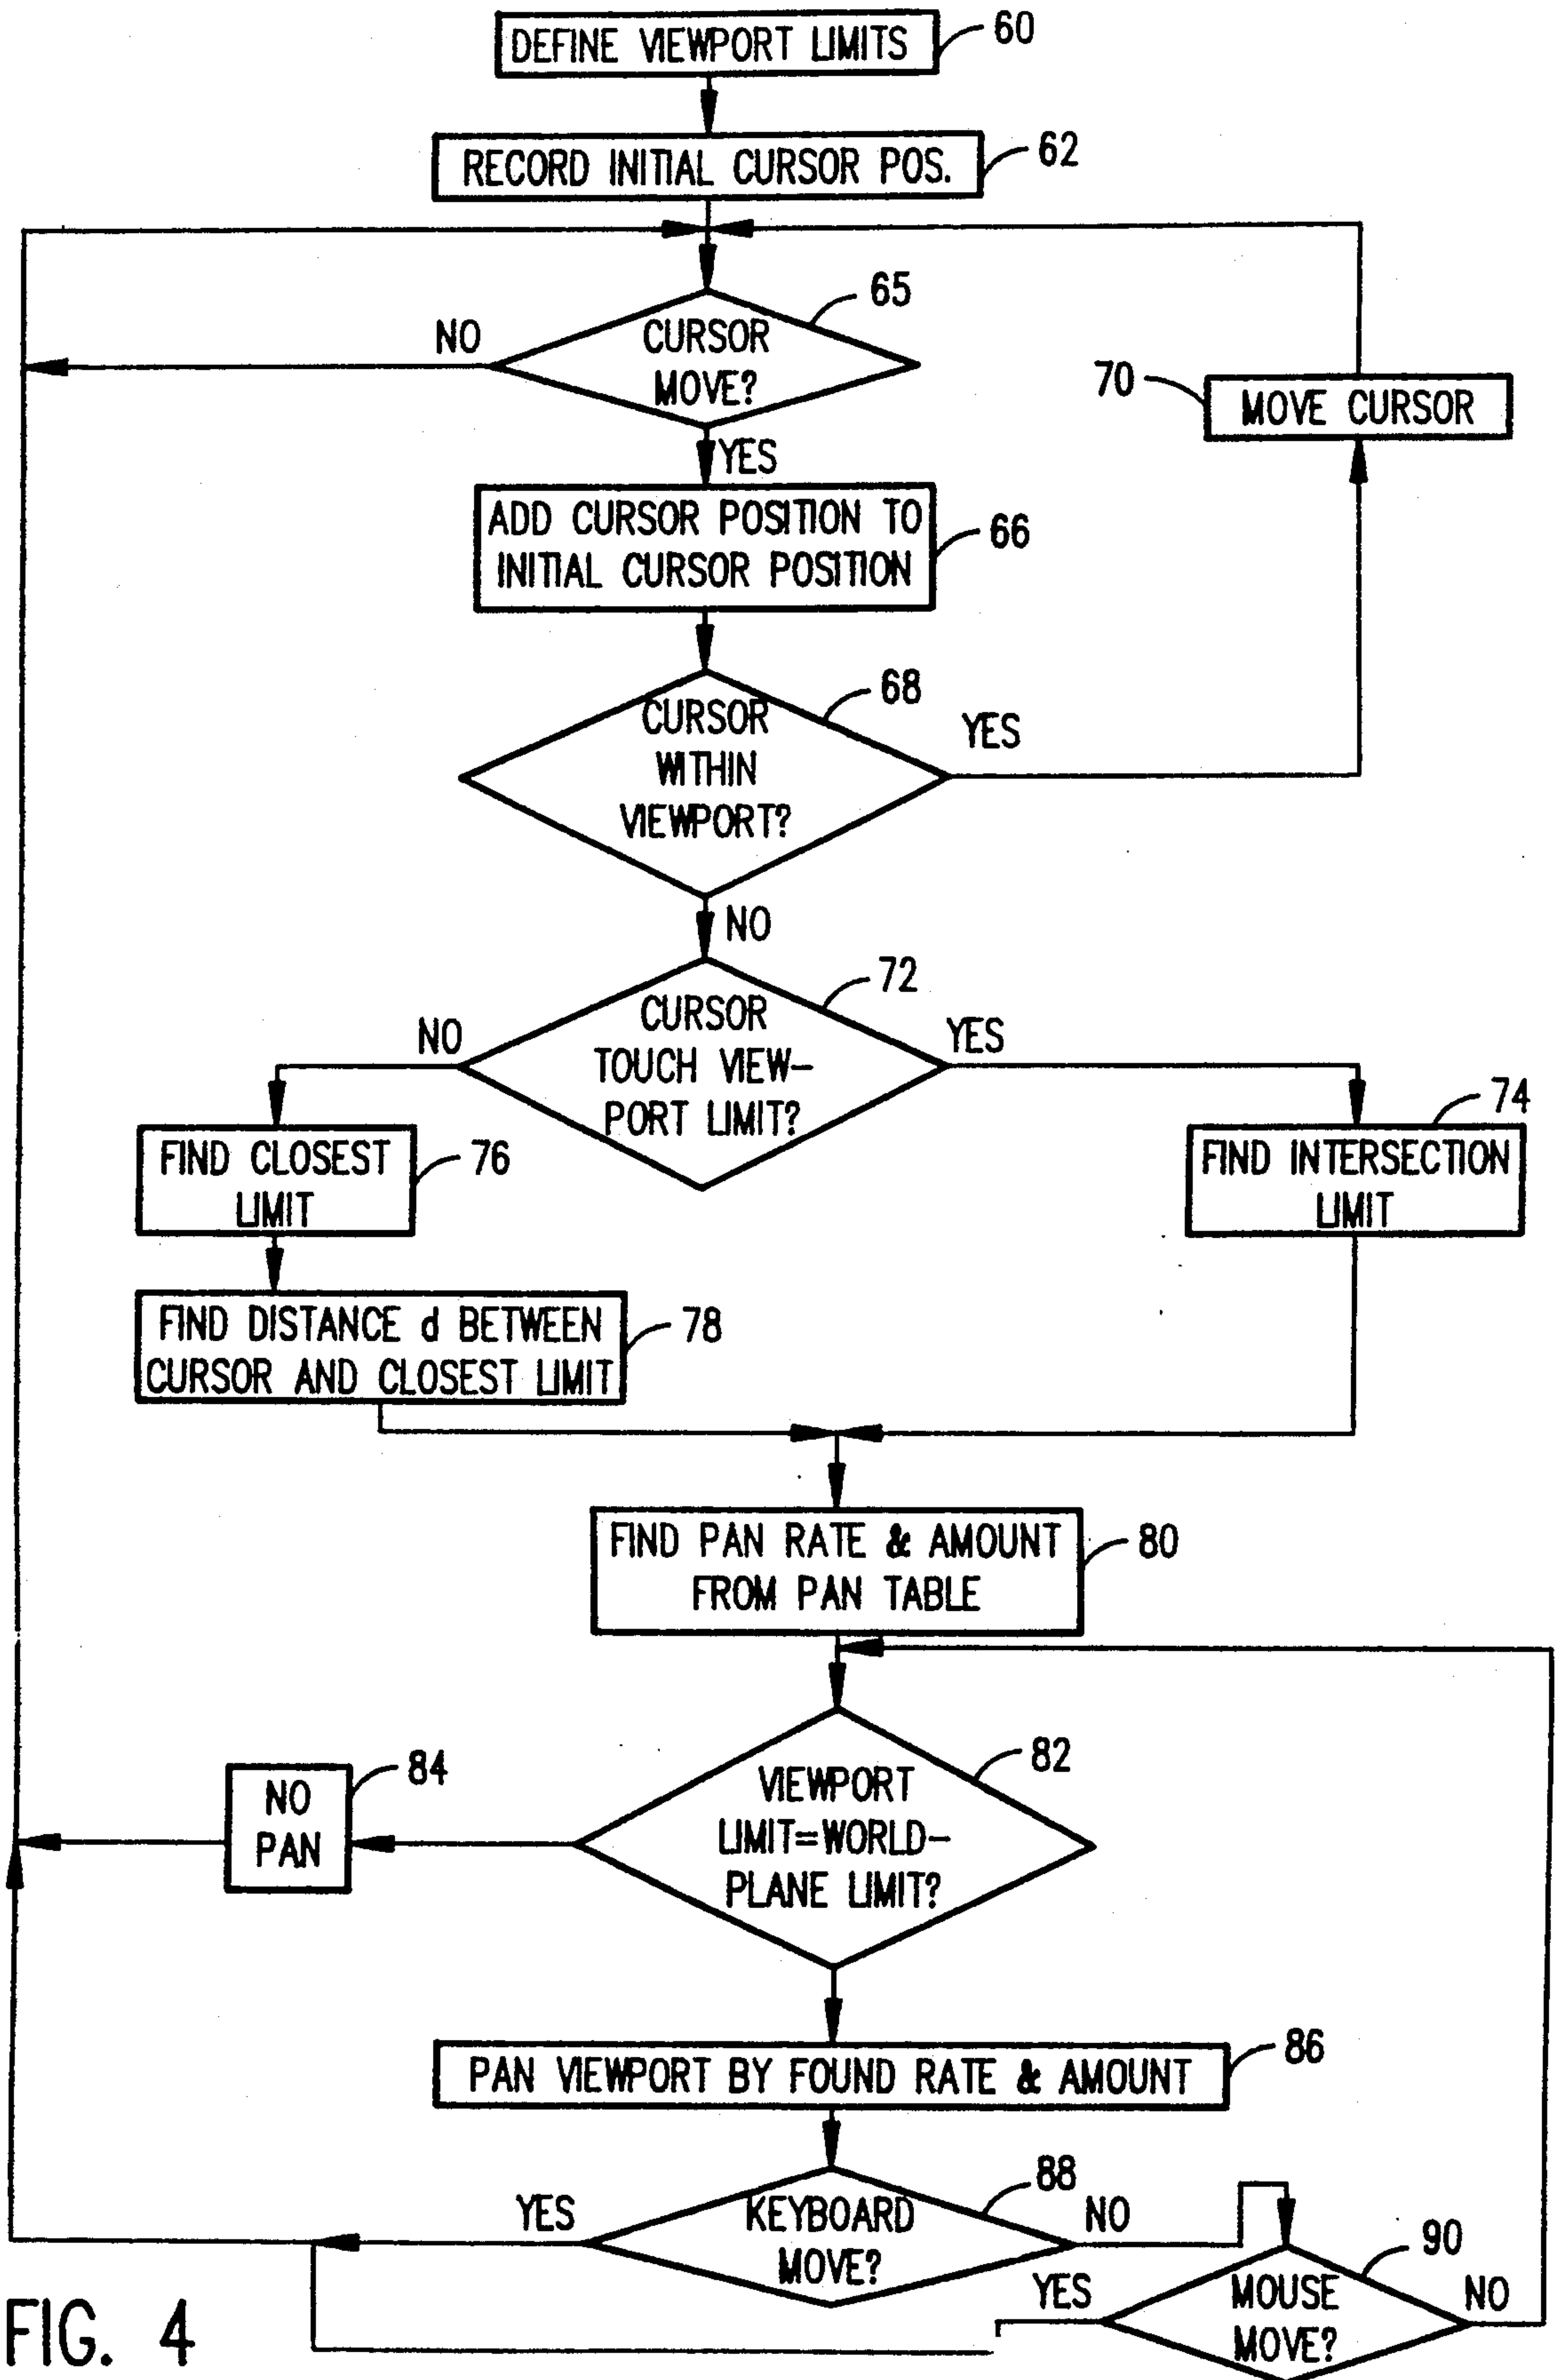 DEFINE VIEWPORT LIMITS
60
RECORD INITIAL CURSOR POS.
62
65
CURSOR
MOVE?
NO
YES
70
MOVE CURSOR
ADD CURSOR POSITION TO
INITIAL CURSOR POSITION
66
68
CURSOR
WITHIN
VIEWPORT?
YES
NO
72
CURSOR
TOUCH VIEW-
PORT LIMIT?
NO
YES
74
FIND CLOSEST
LIMIT
76
FIND INTERSECTION
LIMIT
FIND DISTANCE d BETWEEN
CURSOR AND CLOSEST LIMIT
78
FIND PAN RATE & AMOUNT
FROM PAN TABLE
80
82
VIEWPORT
LIMIT=WORLD-
PLANE LIMIT?
84
NO
PAN
PAN VIEWPORT BY FOUND RATE & AMOUNT
86
88
KEYBOARD
MOVE?
YES
NO
90
MOUSE
MOVE?
YES
NO
FIG. 4